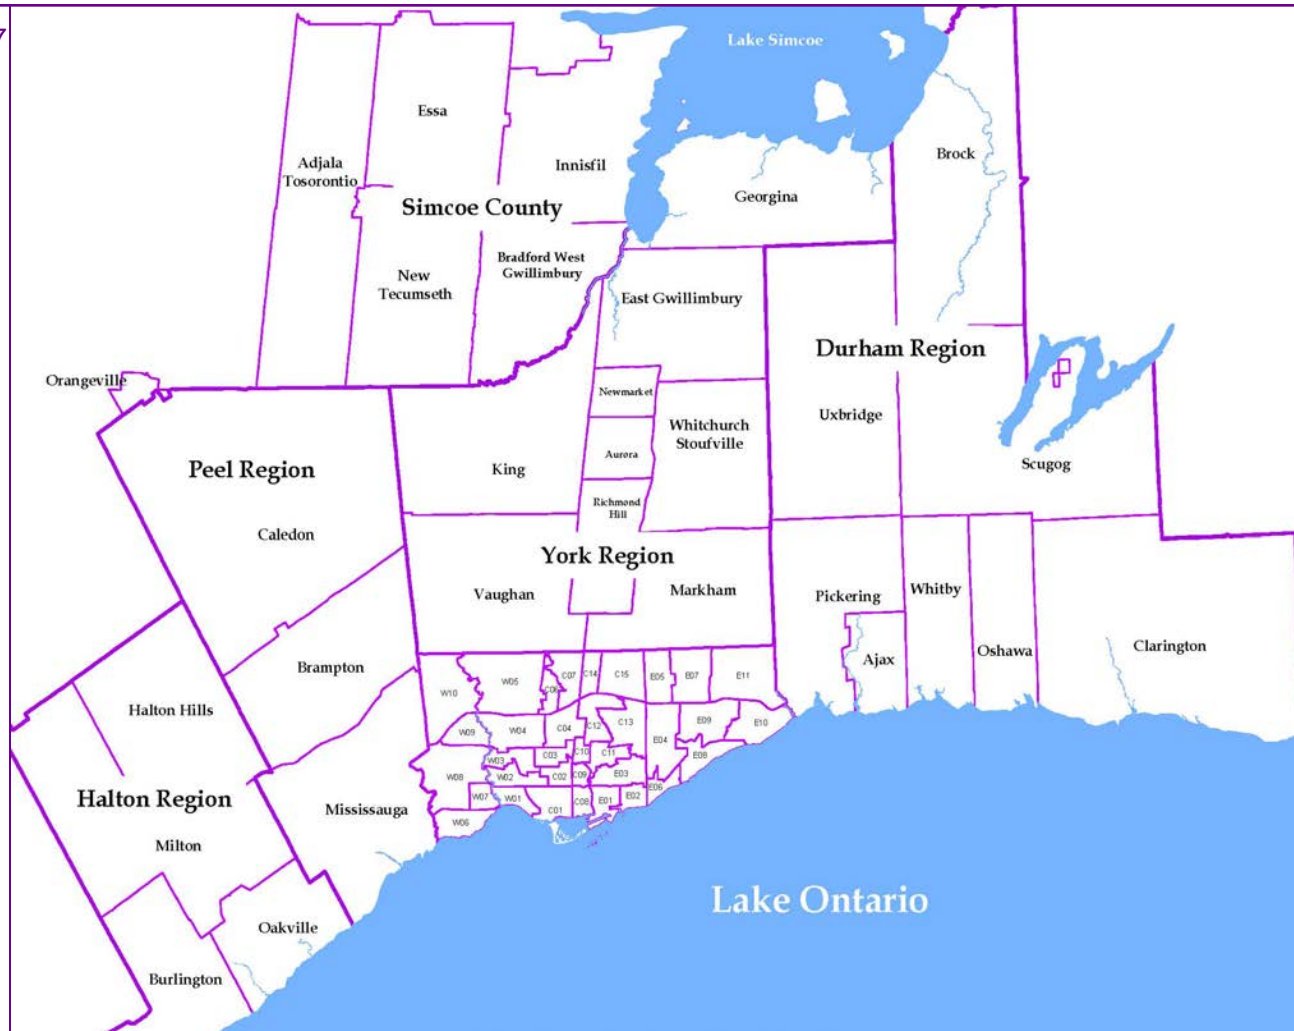 7
Lake Simcoe
Essa
Adjala
Tosorontio
Innisfil
Brock
Georgina
Simcoe County
Bradford West
Gwillimbury
New
Tecumseth
East Gwillimbury
Durham Region
Orangeville
Newmarket
Whitchurch
Stoufville
Uxbridge
Aurora
King
Peel Region
Scugog
Richmond
Hill
Caledon
York Region
Vaughan
Markham
Pickering
Whitby
Ajax
Oshawa
Clarington
Brampton
W10
W05
C06
C07
C14
C15
E05
E07
E11
Halton Hills
W09
W04
C04
C12
C13
E04
E09
E10
W03
C03
C10
C11
E08
W08
W02
C02
C09
E03
Halton Region
W07
W01
C01
C08
E01
E02
E06
Mississauga
W06
Milton
Lake Ontario
Oakville
Burlington